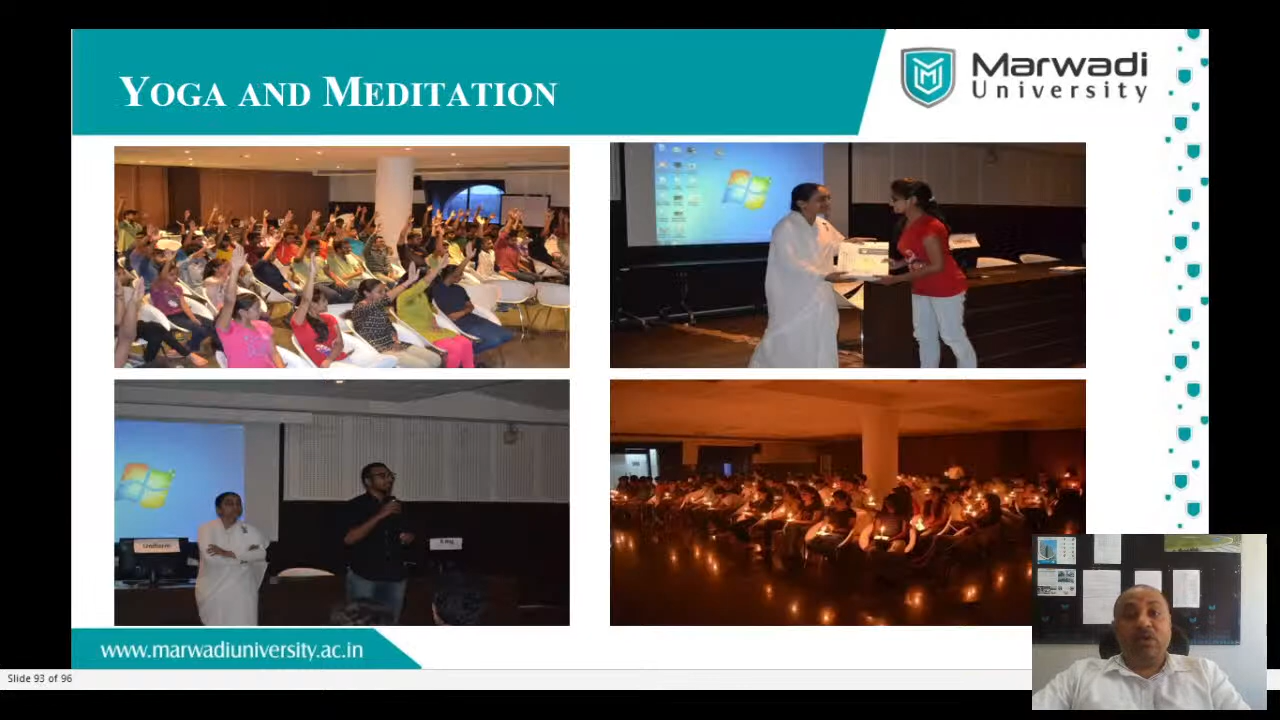 YOGA AND MEDITATION
Marwadi
University
www.marwadiuniversity.ac.in
Slide 93 of 96